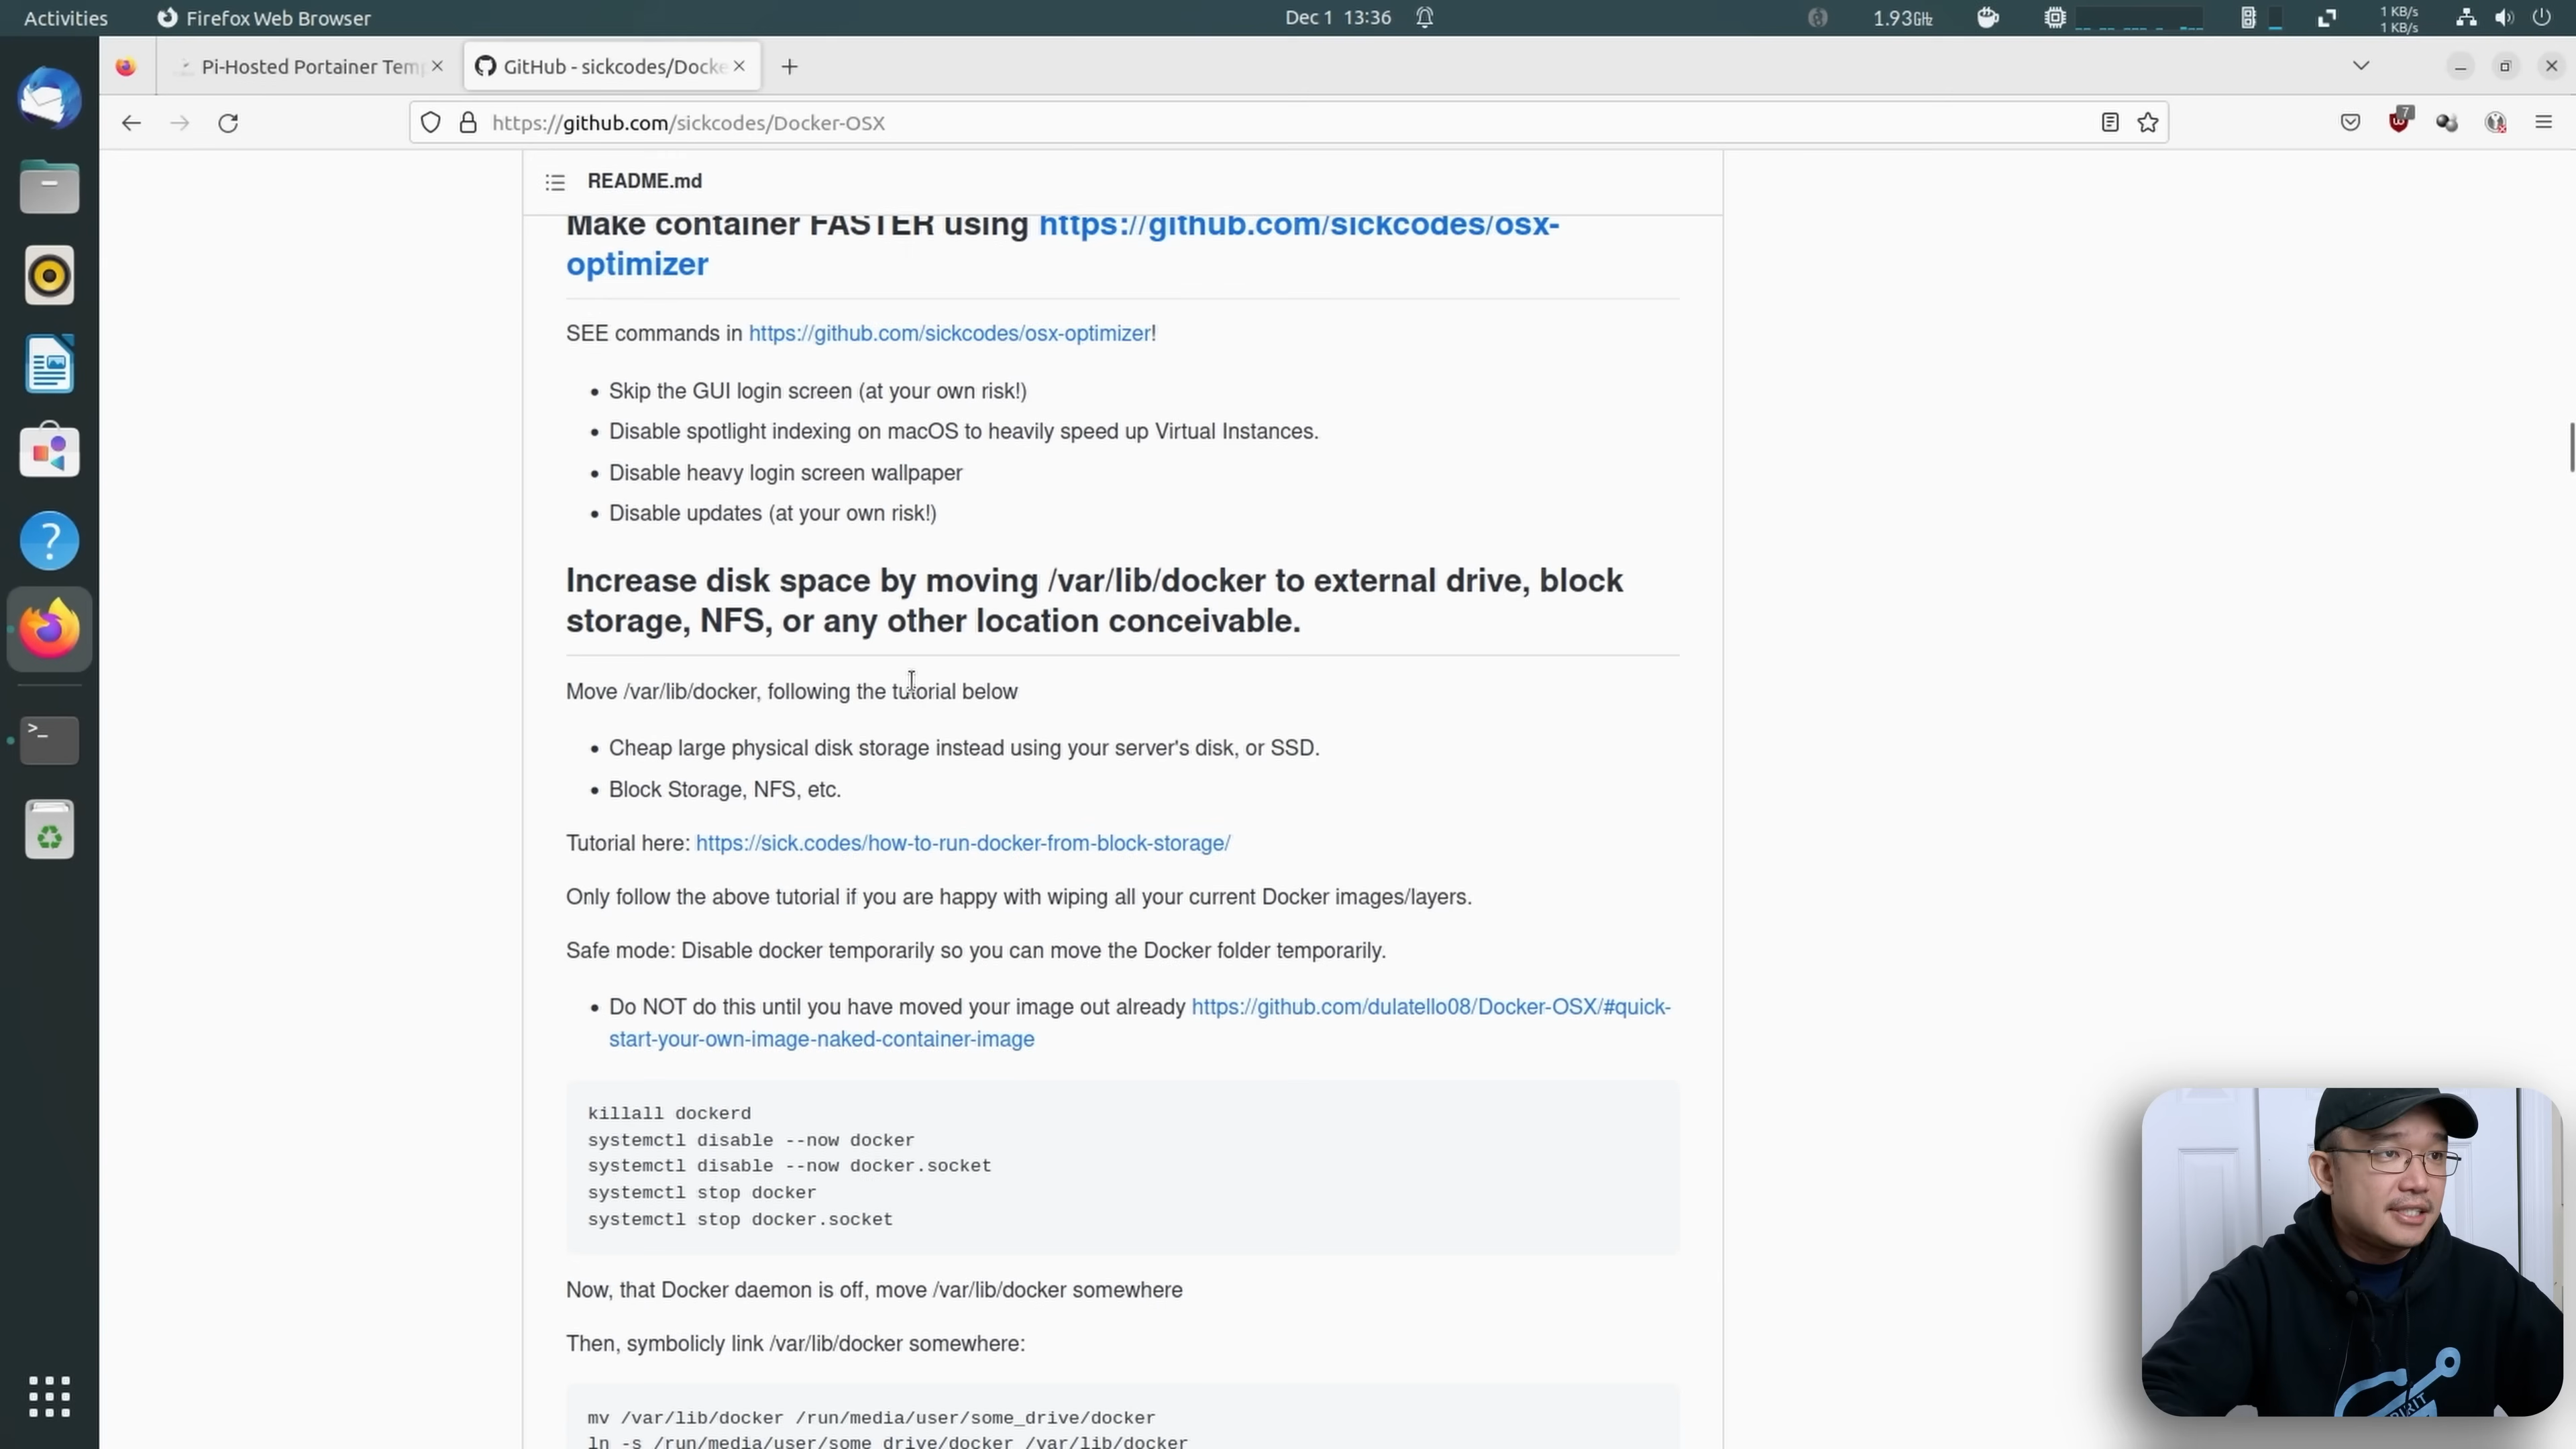 Activities
Firefox Web Browser
Dec 1 13:36
1.93GHz
1 KB/s
1 KB/s
Pi-Hosted Portainer Temp
GitHub - sickcodes/Docke
https://github.com/sickcodes/Docker-OSX
7
README.md
Make container FASTER using https://github.com/sickcodes/osx-
optimizer
SEE commands in https://github.com/sickcodes/osx-optimizer!
• Skip the GUI login screen (at your own risk!)
• Disable spotlight indexing on macOS to heavily speed up Virtual Instances.
• Disable heavy login screen wallpaper
• Disable updates (at your own risk!)
Increase disk space by moving /var/lib/docker to external drive, block
storage, NFS, or any other location conceivable.
Move /var/lib/docker, following the tutorial below
• Cheap large physical disk storage instead using your server's disk, or SSD.
• Block Storage, NFS, etc.
Tutorial here: https://sick.codes/how-to-run-docker-from-block-storage/
Only follow the above tutorial if you are happy with wiping all your current Docker images/layers.
Safe mode: Disable docker temporarily so you can move the Docker folder temporarily.
• Do NOT do this until you have moved your image out already https://github.com/dulatello08/Docker-OSX/#quick-
start-your-own-image-naked-container-image
killall dockerd
systemctl disable --now docker
systemctl disable --now docker.socket
systemctl stop docker
systemctl stop docker.socket
Now, that Docker daemon is off, move /var/lib/docker somewhere
Then, symbolicly link /var/lib/docker somewhere:
mv /var/lib/docker /run/media/user/some_drive/docker
ln -s /run/media/user/some_drive/docker /var/lib/docker